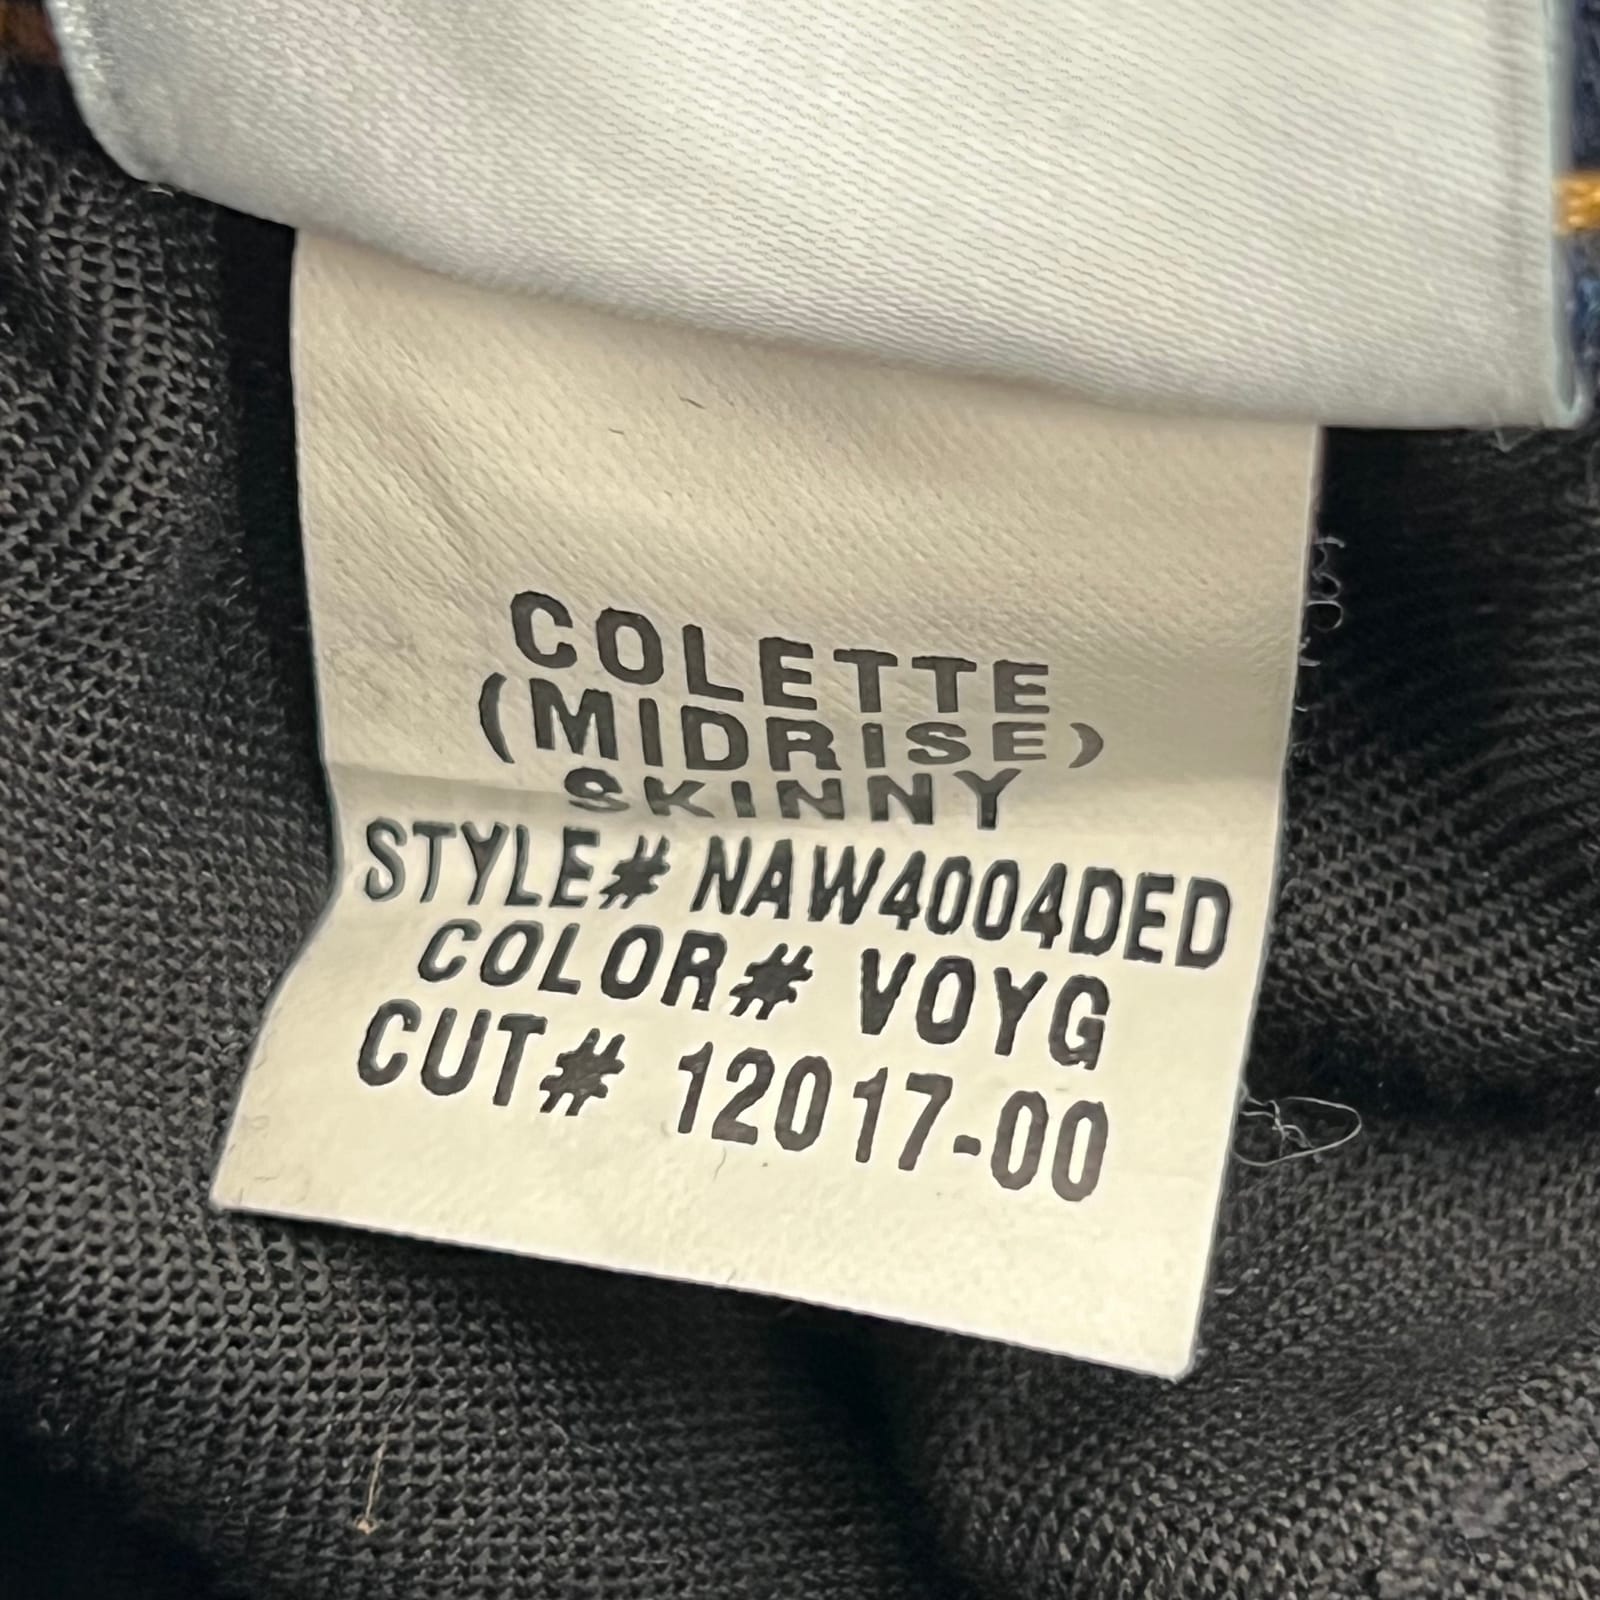 COLETTE
(MIDRISE)
SKINNY
STYLE# NAW4004DED
COLOR# VOYG
CUT# 12017-00